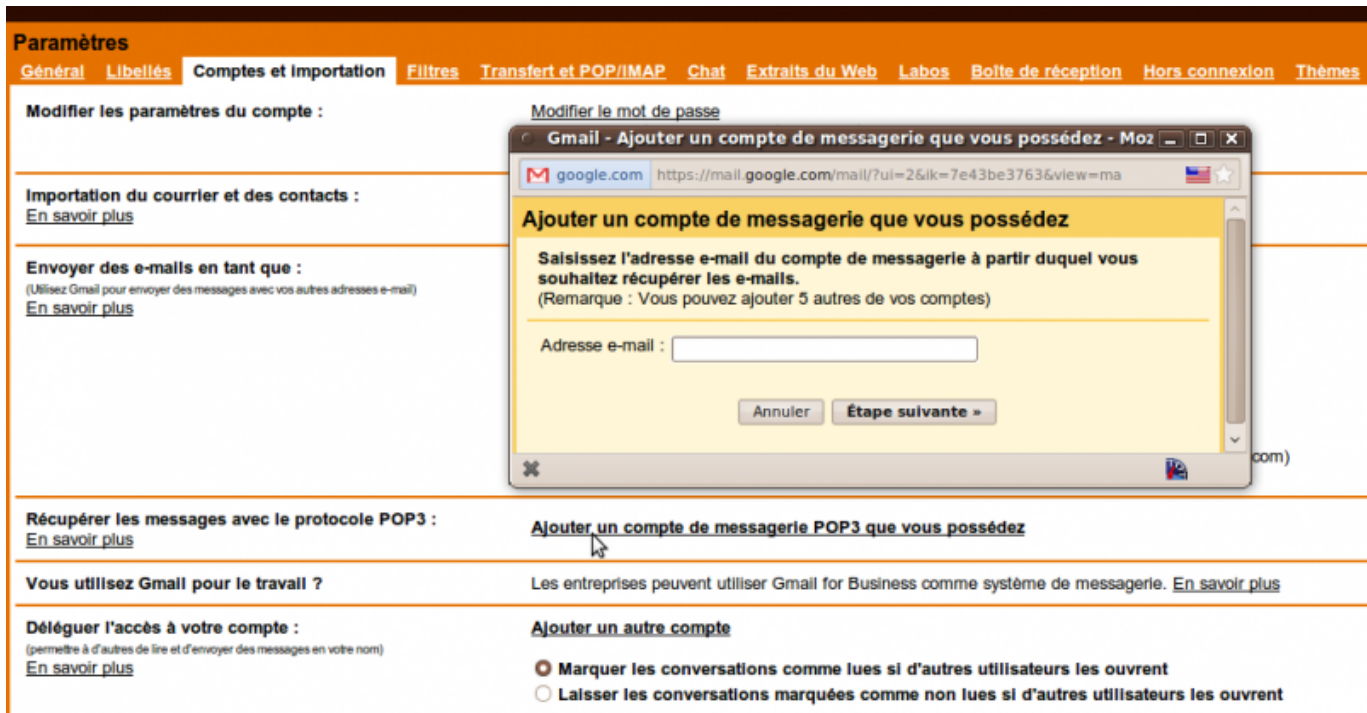 Paramètres
Général Libellés Comptes et importation Filtres Transfert et POP/IMAP Chat Extraits du Web Labos Boîte de réception Hors connexion Thèmes
Modifier les paramètres du compte :
Modifier le mot de passe
Importation du courrier et des contacts :
En savoir plus
Envoyer des e-mails en tant que :
(Utilisez Gmail pour envoyer des messages avec vos autres adresses e-mail)
En savoir plus
Gmail - Ajouter un compte de messagerie que vous possédez - Moz
google.com https://mail.google.com/mail/?ui=2&ik=7e43be3763&view=ma
Ajouter un compte de messagerie que vous possédez
Saisissez l'adresse e-mail du compte de messagerie à partir duquel vous
souhaitez récupérer les e-mails.
(Remarque : Vous pouvez ajouter 5 autres de vos comptes)
Adresse e-mail :
Annuler Étape suivante »
com)
Récupérer les messages avec le protocole POP3 :
En savoir plus
Ajouter un compte de messagerie POP3 que vous possédez
Vous utilisez Gmail pour le travail ?
Les entreprises peuvent utiliser Gmail for Business comme système de messagerie. En savoir plus
Déléguer l'accès à votre compte :
(permettre à d'autres de lire et d'envoyer des messages en votre nom)
En savoir plus
Ajouter un autre compte
Marquer les conversations comme lues si d'autres utilisateurs les ouvrent
Laisser les conversations marquées comme non lues si d'autres utilisateurs les ouvrent